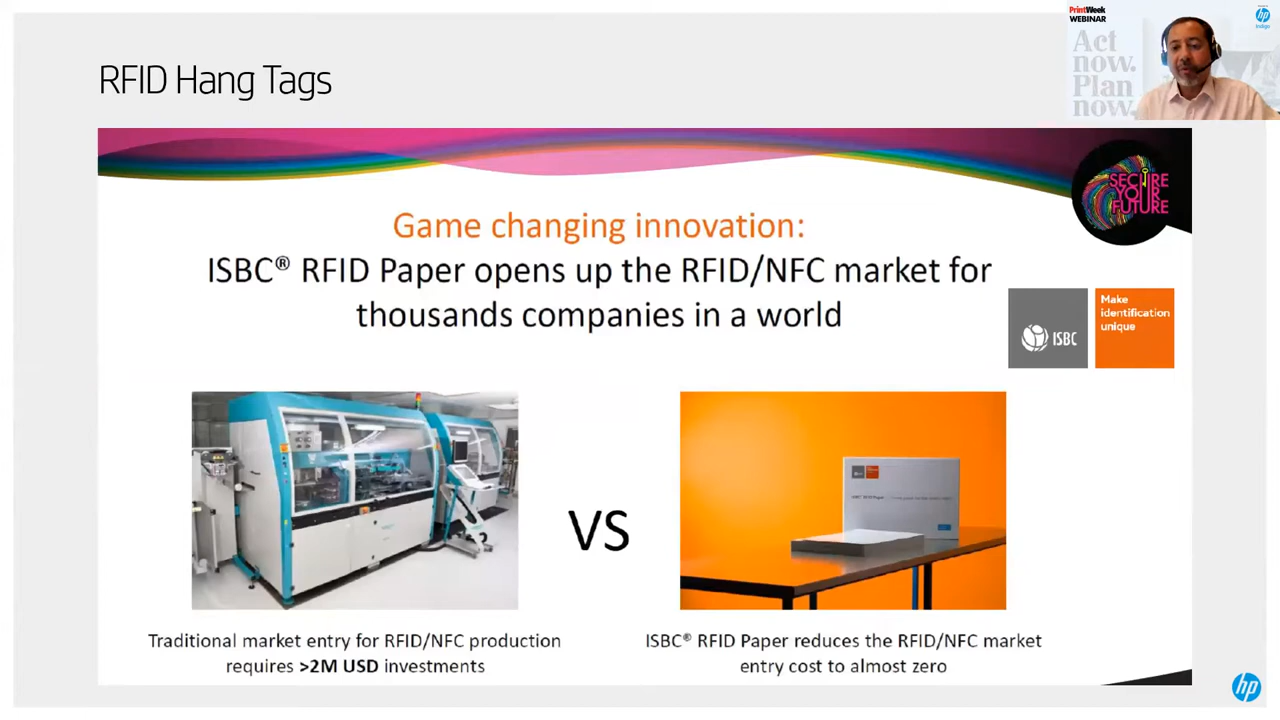 PrintWeek
WEBINAR
hp
indigo
Act
now.
Plan
now.
RFID Hang Tags
SECURE
YOUR
FUTURE
Game changing innovation:
ISBC® RFID Paper opens up the RFID/NFC market for
thousands companies in a world
ISBC
Make
identification
unique
VS
Traditional market entry for RFID/NFC production
requires >2M USD investments
ISBC® RFID Paper reduces the RFID/NFC market
entry cost to almost zero
hp